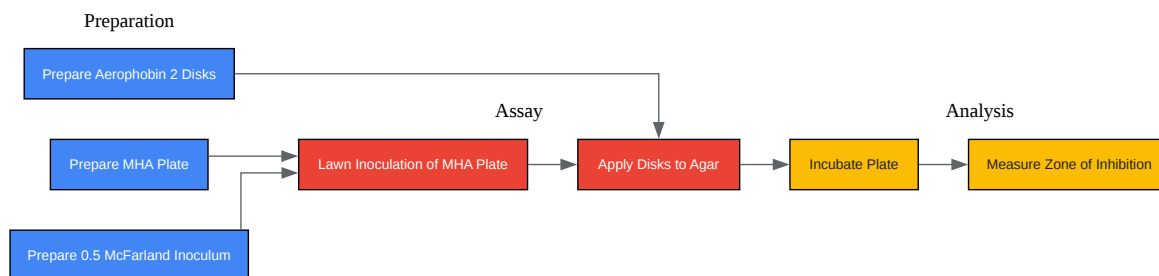 Preparation
Prepare Aerophobin 2 Disks
Assay
Analysis
Prepare MHA Plate
Lawn Inoculation of MHA Plate
Apply Disks to Agar
Incubate Plate
Measure Zone of Inhibition
Prepare 0.5 McFarland Inoculum